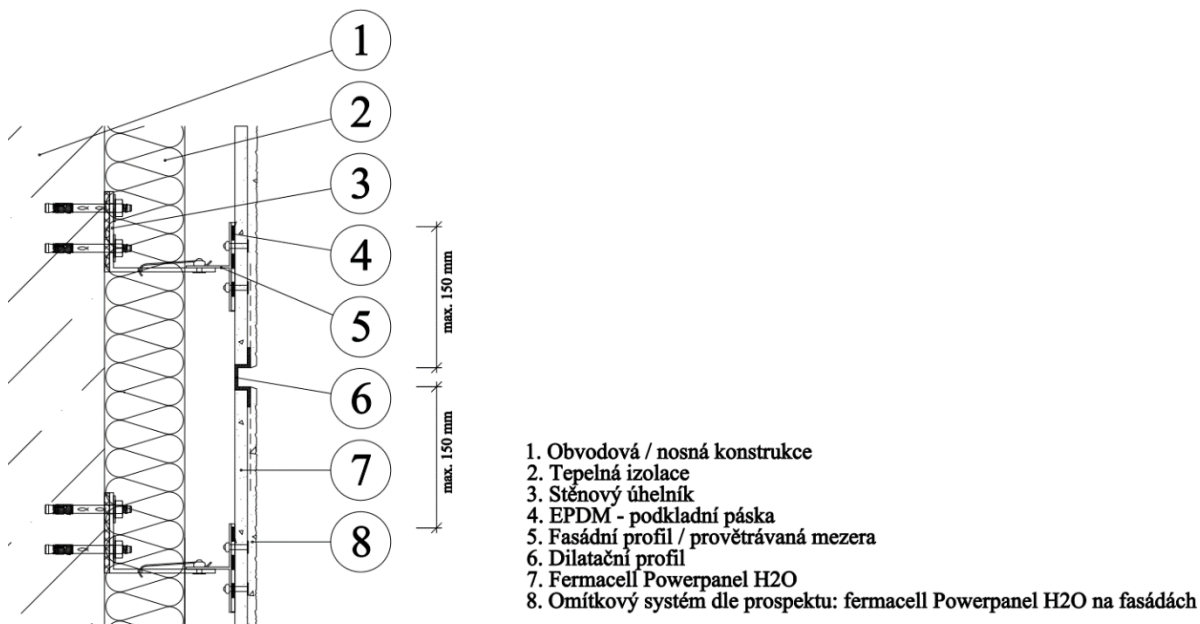 1
2
3
4
5
6
7
8
max. 150 mm
max. 150 mm
1. Obvodová / nosná konstrukce
2. Tepelná izolace
3. Stěnový úhelník
4. EPDM - podkladní páska
5. Fasádní profil / provětrávaná mezera
6. Dilatační profil
7. Fermacell Powerpanel H2O
8. Omítkový systém dle prospektu: fermacell Powerpanel H2O na fasádách